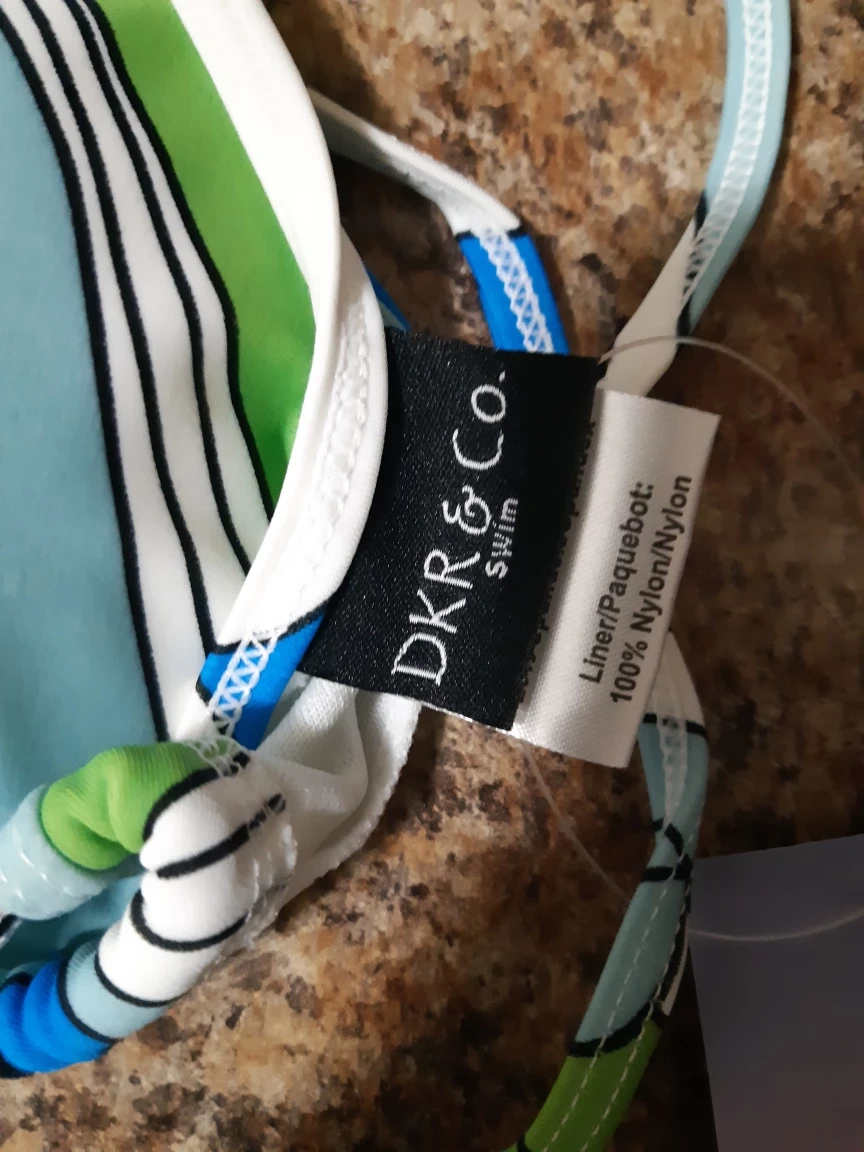 DKR & Co.
swim
Liner/Paquebot:
100% Nylon/Nylon